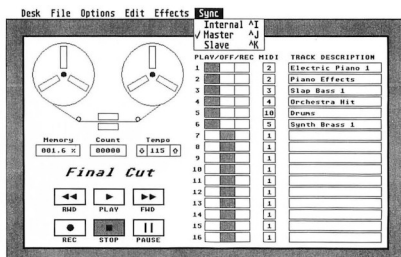 Desk File Options Edit Effects Sync
Internal ^I
✓ Master ^J
Slave ^K
PLAY/OFF/REC MIDI TRACK DESCRIPTION
1 2 Electric Piano 1
2 2 Piano Effects
3 3 Slap Bass 1
4 4 Orchestra Hit
5 10 Drums
6 5 Synth Brass 1
7 1
8 1
9 1
10 1
11 1
12 1
13 1
14 1
15 1
16 1
Memory Count Tempo
001.6 % 00000 115
Final Cut
RWD PLAY FWD
REC STOP PAUSE